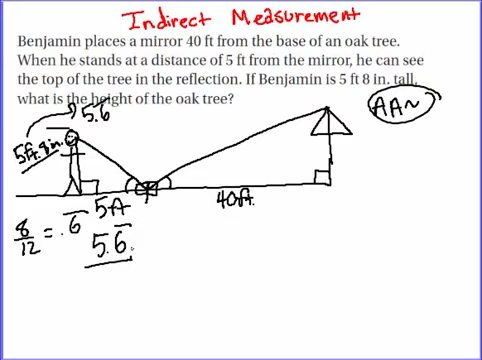 Indirect Measurement
Benjamin places a mirror 40 ft from the base of an oak tree.
When he stands at a distance of 5 ft from the mirror, he can see
the top of the tree in the reflection. If Benjamin is 5 ft 8 in. tall,
what is the height of the oak tree?
AA~
5.6̅
5ft. 8in.
5ft
40ft.
8/12 = .6̅
5.6̅